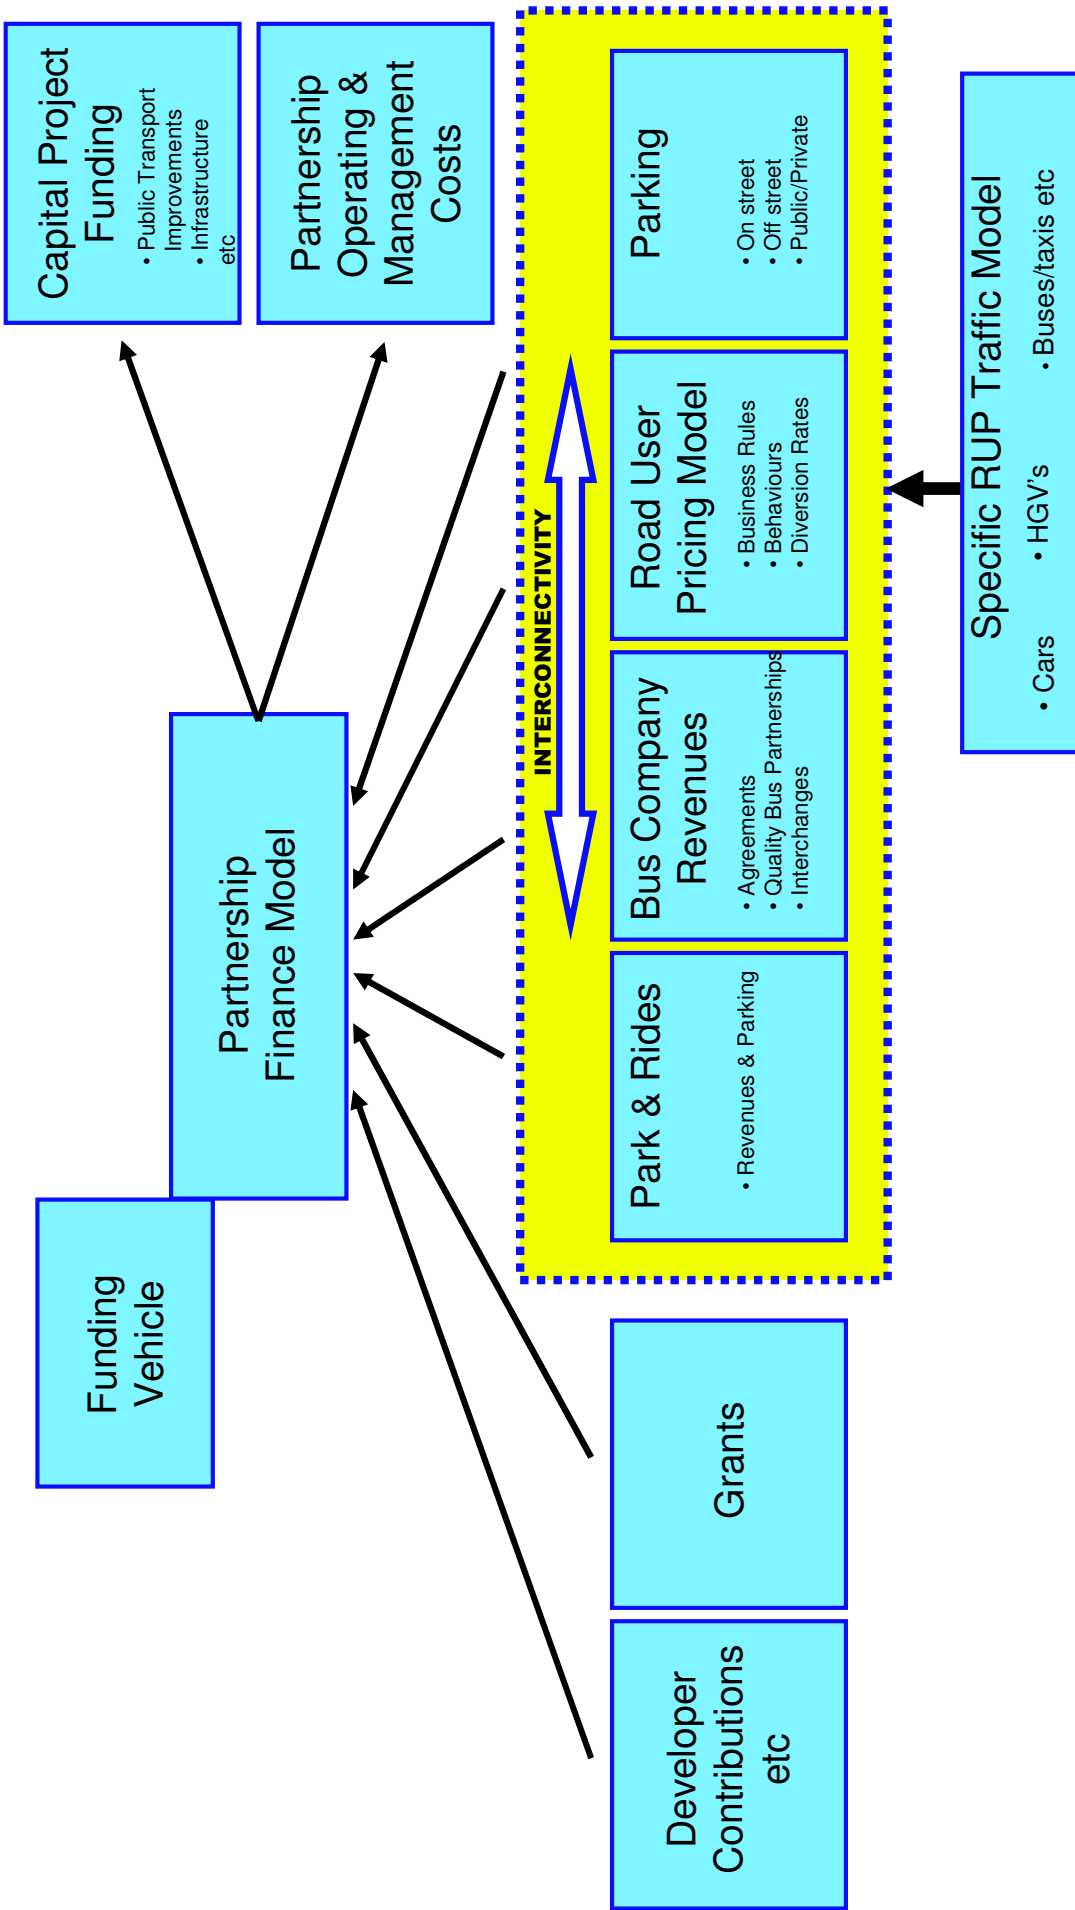 Funding
Vehicle
Partnership
Finance Model
Capital Project
Funding
• Public Transport
Improvements
• Infrastructure
etc
Partnership
Operating &
Management
Costs
INTERCONNECTIVITY
Developer
Contributions
etc
Grants
Park & Rides
• Revenues & Parking
Bus Company
Revenues
• Agreements
• Quality Bus Partnerships
• Interchanges
Road User
Pricing Model
• Business Rules
• Behaviours
• Diversion Rates
Parking
• On street
• Off street
• Public/Private
Specific RUP Traffic Model
• Cars • HGV's • Buses/taxis etc